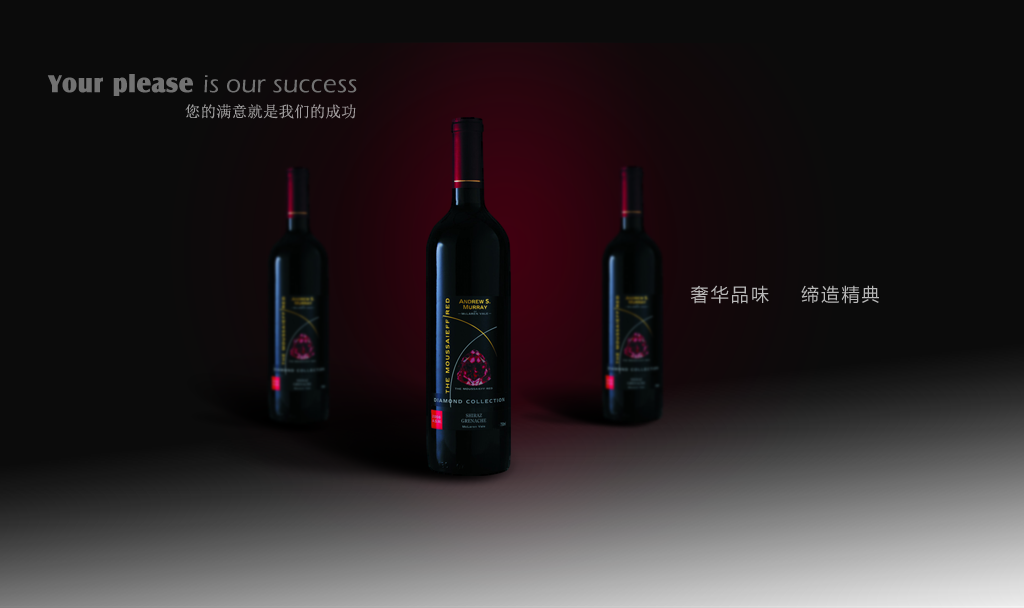 Your please is our success
您的满意就是我们的成功
奢华品味 缔造精典
THE MOUSSAIEFF RED
ANDREW S.
MURRAY
DIAMOND COLLECTION
SHIRAZ
GRENACHE